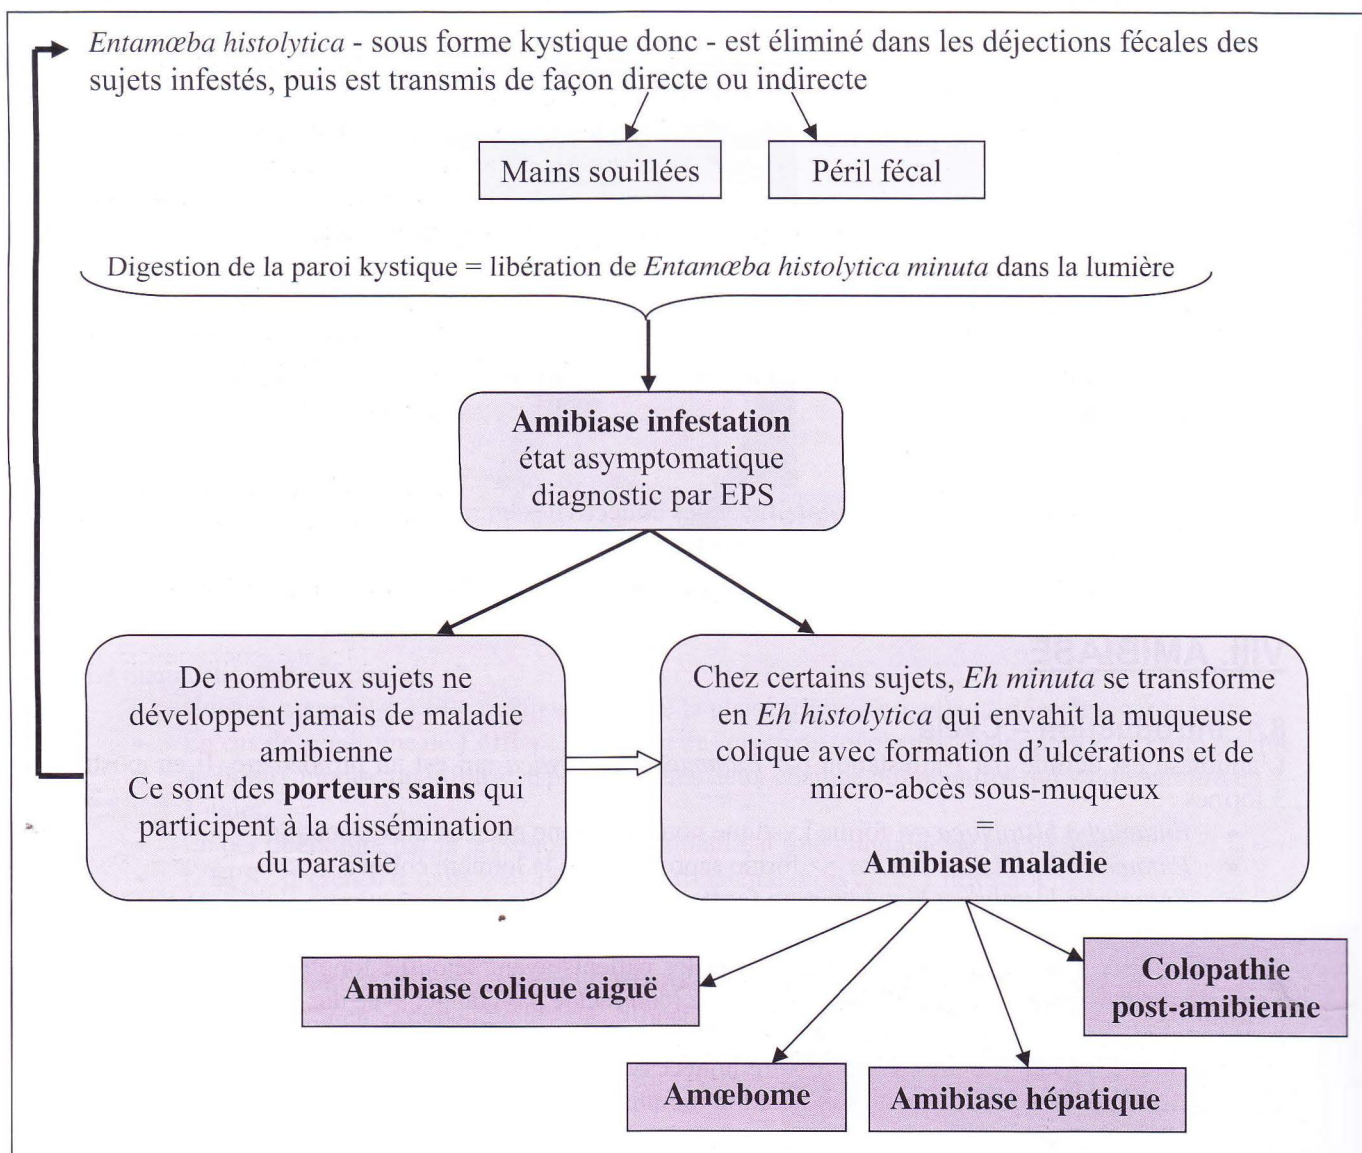 Entamœba histolytica - sous forme kystique donc - est éliminé dans les déjections fécales des
sujets infestés, puis est transmis de façon directe ou indirecte
Mains souillées
Péril fécal
Digestion de la paroi kystique = libération de Entamœba histolytica minuta dans la lumière
Amibiase infestation
état asymptomatique
diagnostic par EPS
De nombreux sujets ne
développent jamais de maladie
amibienne
Ce sont des porteurs sains qui
participent à la dissémination
du parasite
Chez certains sujets, Eh minuta se transforme
en Eh histolytica qui envahit la muqueuse
colique avec formation d'ulcérations et de
micro-abcès sous-muqueux
=
Amibiase maladie
Amibiase colique aiguë
Colopathie
post-amibienne
Amœbome
Amibiase hépatique